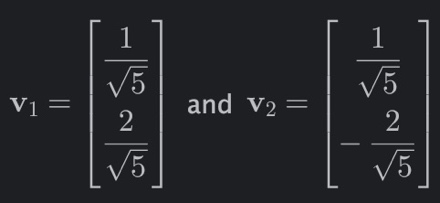 v₁ = [1/√5, 2/√5] and v₂ = [1/√5, −2/√5]